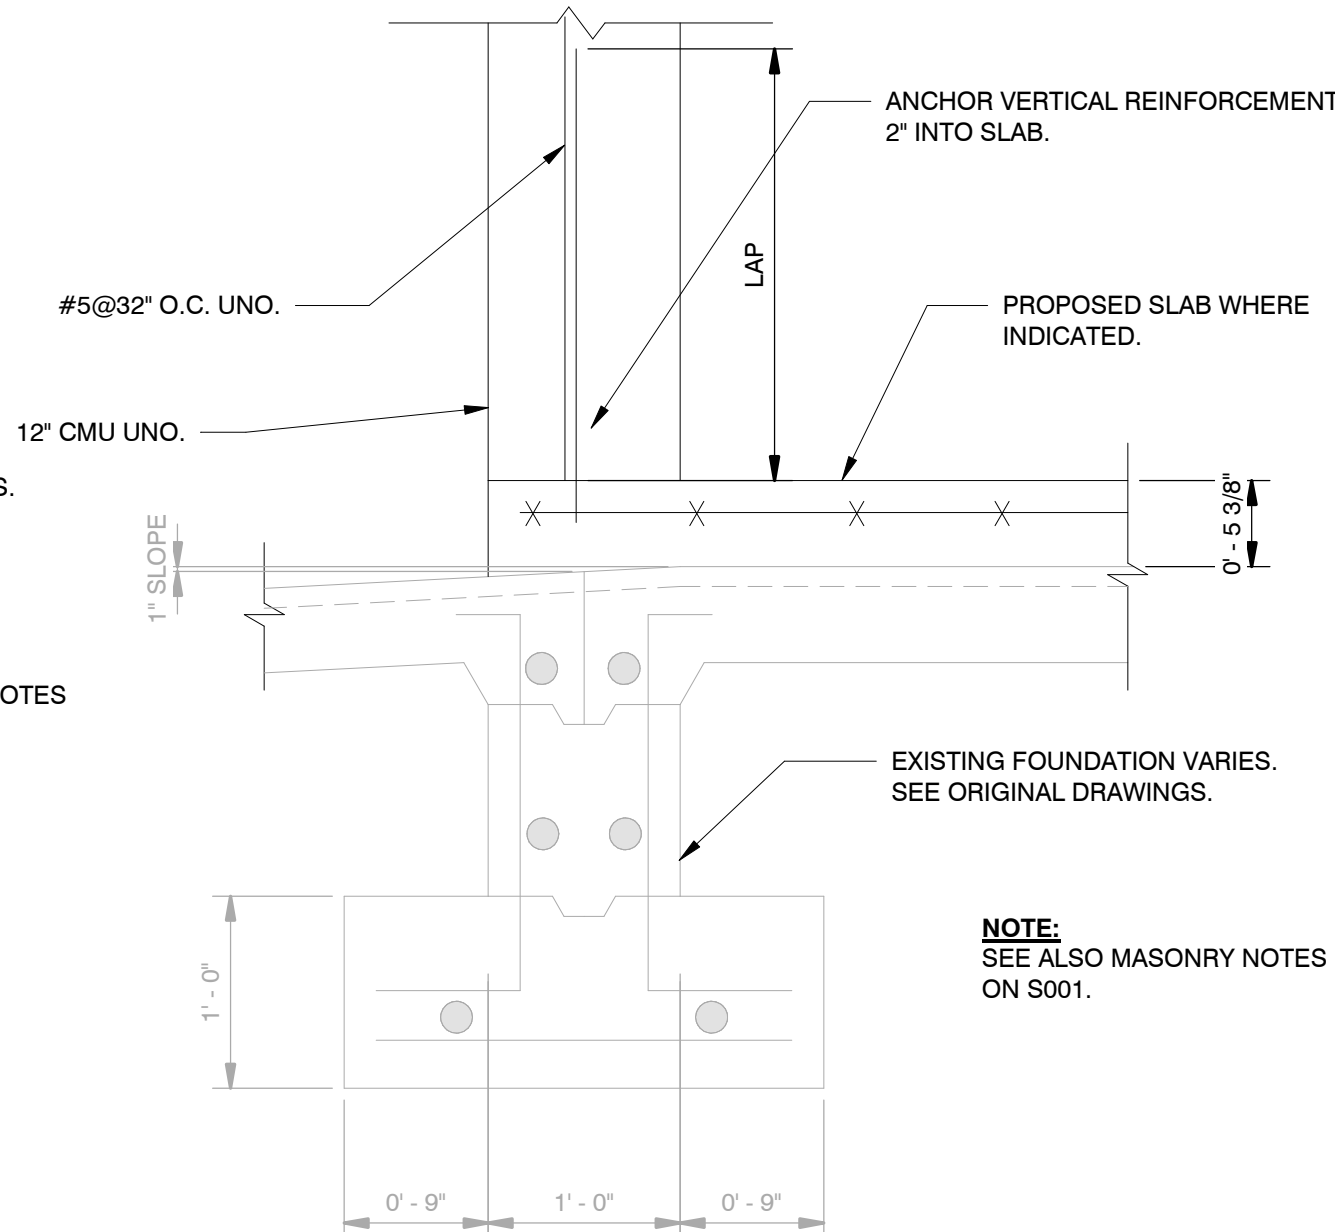 ANCHOR VERTICAL REINFORCEMENT
2" INTO SLAB.
LAP
#5@32" O.C. UNO.
PROPOSED SLAB WHERE
INDICATED.
12" CMU UNO.
S.
0' - 5 3/8"
1" SLOPE
OTES
EXISTING FOUNDATION VARIES.
SEE ORIGINAL DRAWINGS.
NOTE:
SEE ALSO MASONRY NOTES
ON S001.
1' - 0"
0' - 9"
1' - 0"
0' - 9"